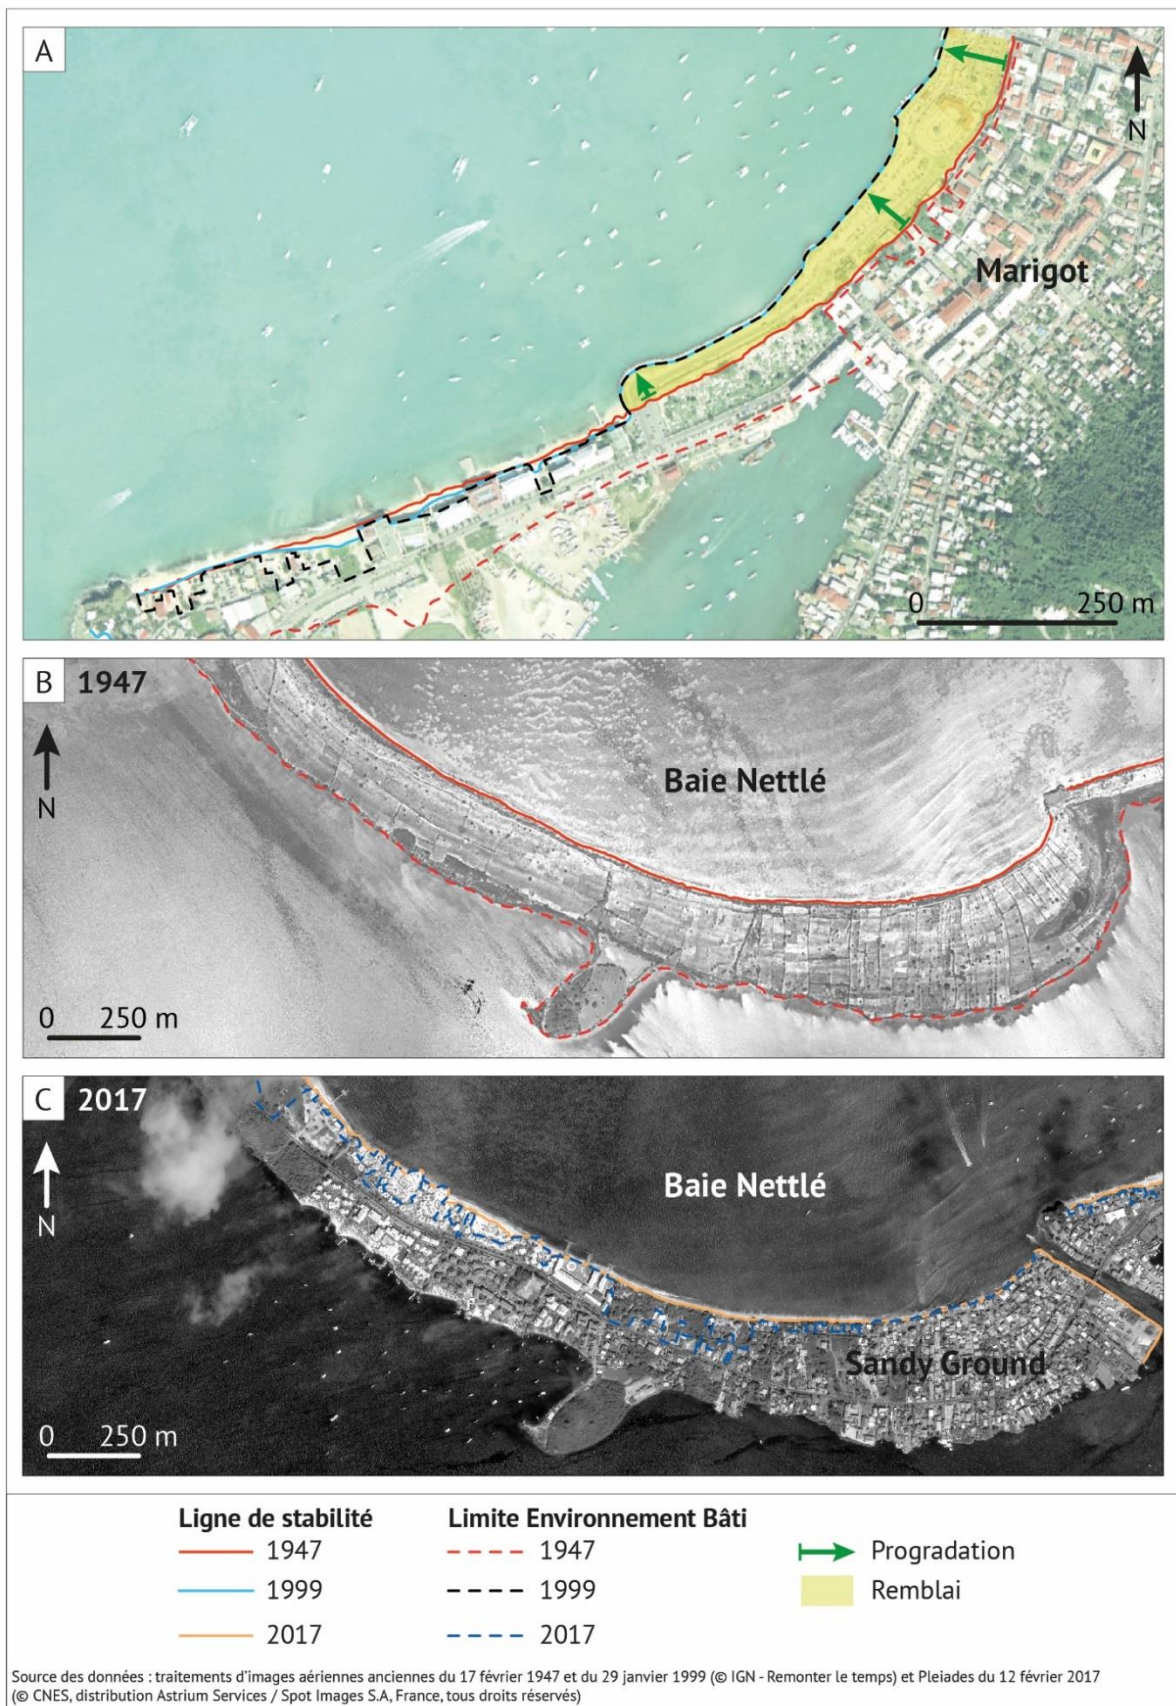 A
N
Marigot
0 250 m
B 1947
N
Baie Nettlé
0 250 m
C 2017
N
Baie Nettlé
Sandy Ground
0 250 m
Ligne de stabilité
1947
1999
2017
Limite Environnement Bâti
1947
1999
2017
Progradation
Remblai
Source des données : traitements d'images aériennes anciennes du 17 février 1947 et du 29 janvier 1999 (© IGN - Remonter le temps) et Pleiades du 12 février 2017
(© CNES, distribution Astrium Services / Spot Images S.A, France, tous droits réservés)